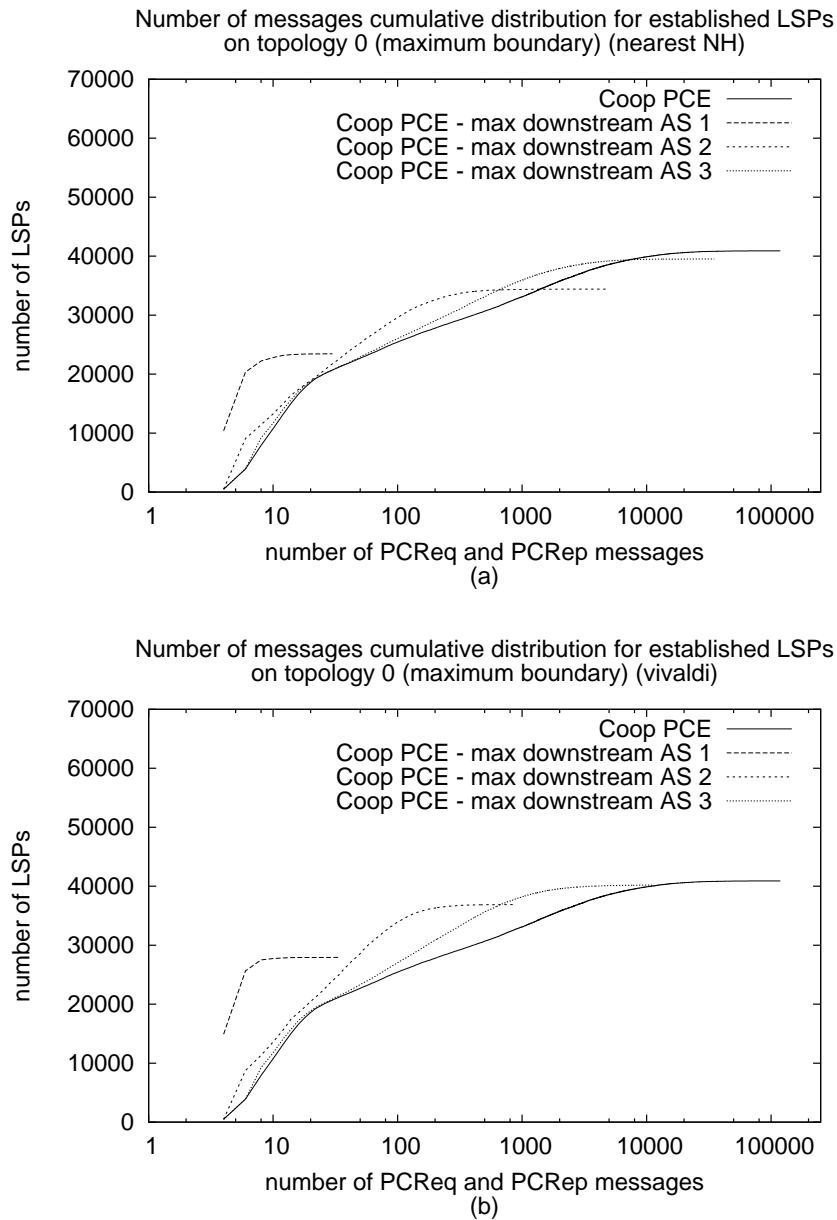 Number of messages cumulative distribution for established LSPs
on topology 0 (maximum boundary) (nearest NH)
70000
60000
50000
40000
30000
20000
10000
0
number of LSPs
Coop PCE
Coop PCE - max downstream AS 1
Coop PCE - max downstream AS 2
Coop PCE - max downstream AS 3
1 10 100 1000 10000 100000
number of PCReq and PCRep messages
(a)
Number of messages cumulative distribution for established LSPs
on topology 0 (maximum boundary) (vivaldi)
70000
60000
50000
40000
30000
20000
10000
0
number of LSPs
Coop PCE
Coop PCE - max downstream AS 1
Coop PCE - max downstream AS 2
Coop PCE - max downstream AS 3
1 10 100 1000 10000 100000
number of PCReq and PCRep messages
(b)